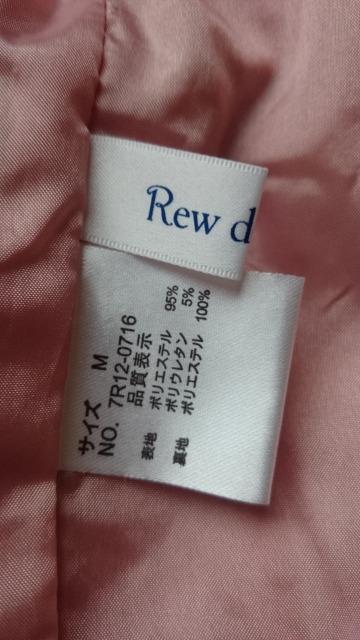 Rew d
サイズ M
NO. 7R12-0716
品質表示
表地 ポリエステル 95%
ポリウレタン 5%
裏地 ポリエステル 100%